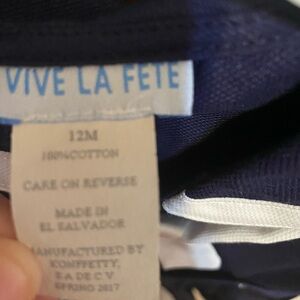 VIVE LA FETE
12M
100%COTTON
CARE ON REVERSE
MADE IN
EL SALVADOR
MANUFACTURED BY
KONFFETTY,
S.A DE C.V
SPRING 2017